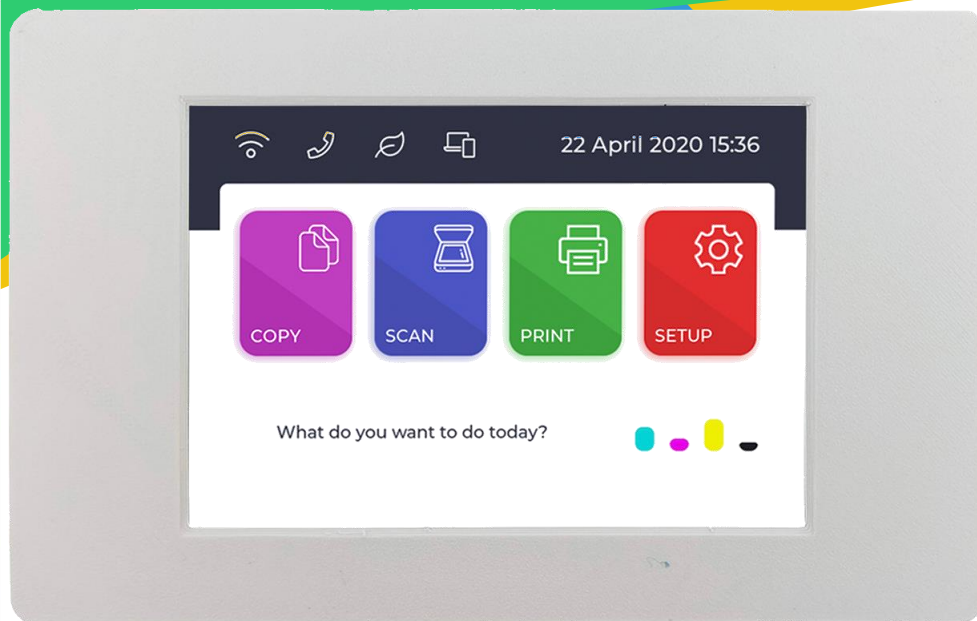 22 April 2020 15:36
COPY
SCAN
PRINT
SETUP
What do you want to do today?